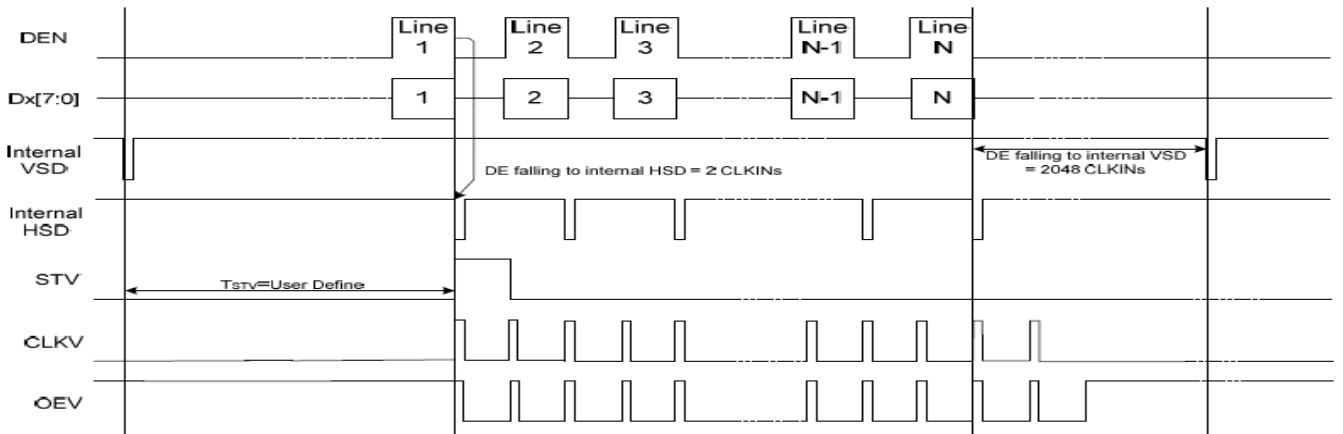 DEN
Line 1
Line 2
Line 3
Line N-1
Line N
Dx[7:0]
1
2
3
N-1
N
Internal VSD
DE falling to internal HSD = 2 CLKINs
DE falling to internal VSD = 2048 CLKINs
Internal HSD
STV
TSTV=User Define
CLKV
OEV